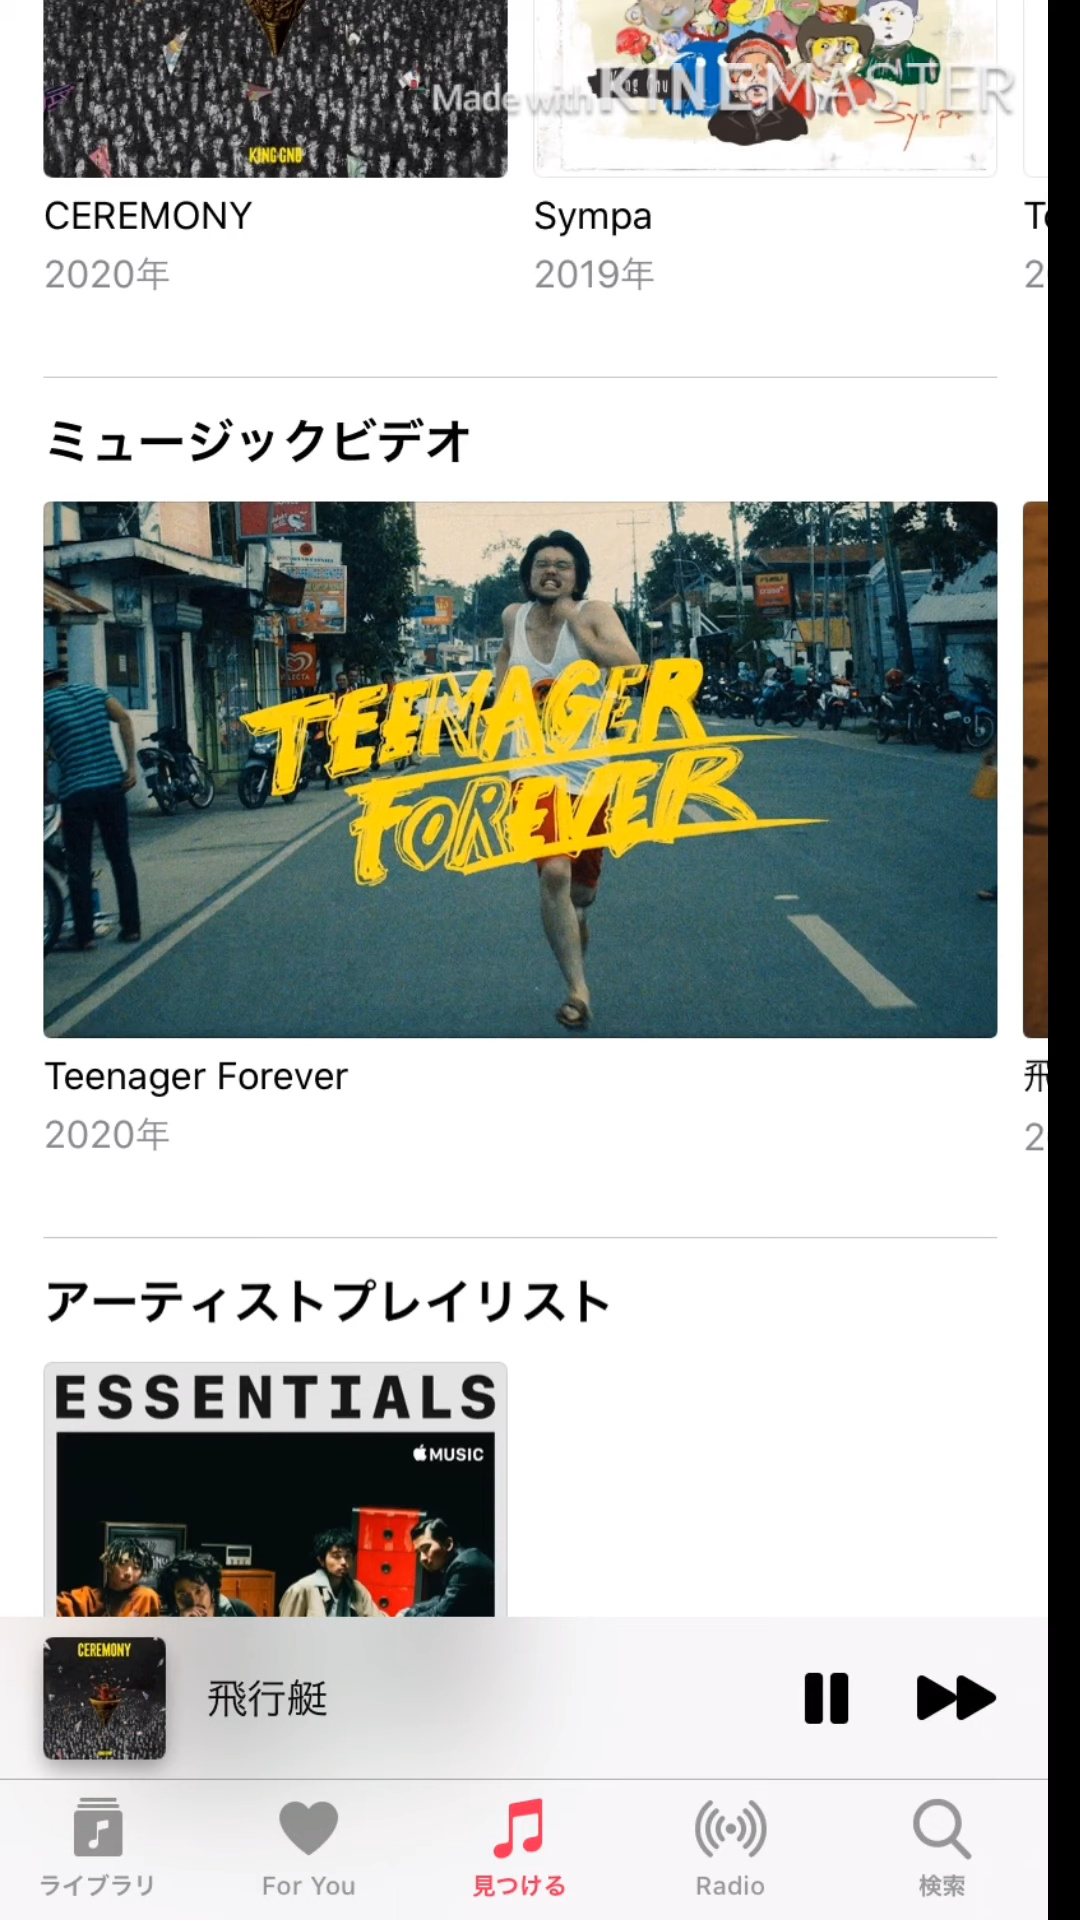 KING GNU
King Gnu
Sympa
Made with KINEMASTER
CEREMONY
Sympa
2020年
2019年
ミュージックビデオ
TEENAGER
FOREVER
Teenager Forever
2020年
アーティストプレイリスト
ESSENTIALS
MUSIC
CEREMONY
飛行艇
ライブラリ
For You
見つける
Radio
検索